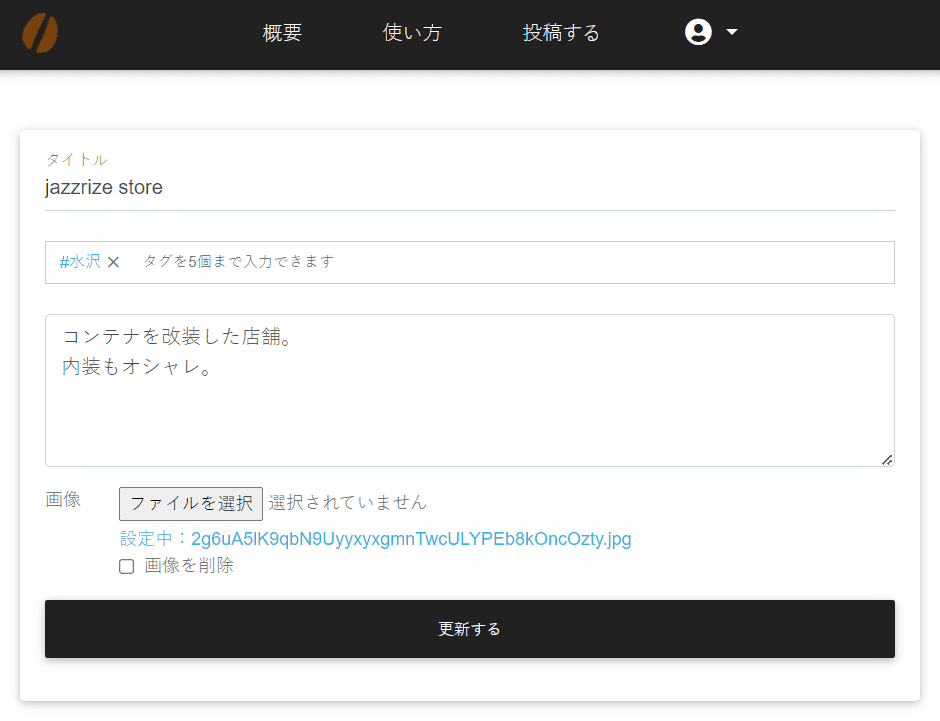 概要 使い方 投稿する
タイトル
jazzrize store
#水沢 × タグを5個まで入力できます
コンテナを改装した店舗。
内装もオシャレ。
画像 ファイルを選択 選択されていません
設定中：2g6uA5lK9qbN9UyyxyxgmnTwcULYPEb8kOncOzty.jpg
画像を削除
更新する